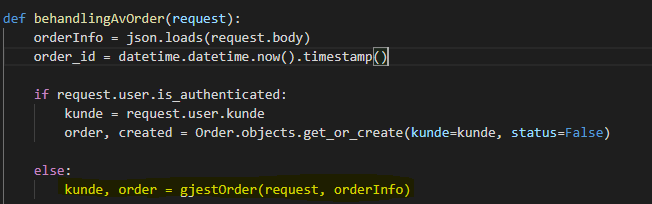 def behandlingAvOrder(request):
orderInfo = json.loads(request.body)
order_id = datetime.datetime.now().timestamp()
if request.user.is_authenticated:
kunde = request.user.kunde
order, created = Order.objects.get_or_create(kunde=kunde, status=False)
else:
kunde, order = gjestOrder(request, orderInfo)